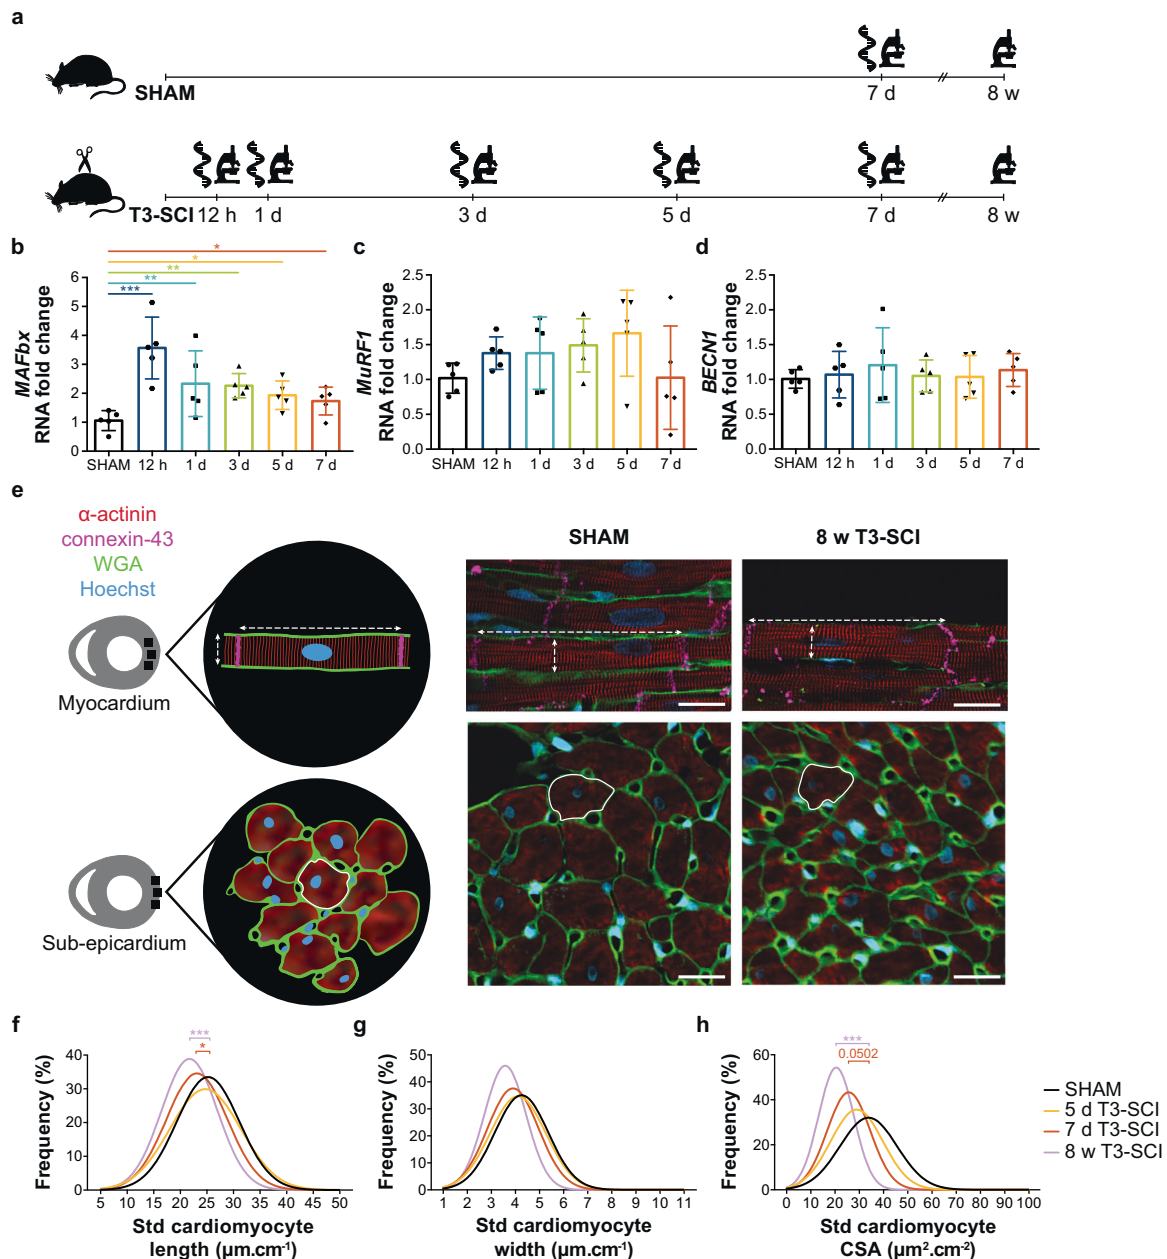 a
SHAM
7 d
8 w
T3-SCI
12 h
1 d
3 d
5 d
7 d
8 w
b
MAFbx
RNA fold change
6
5
4
3
2
1
0
***
**
**
*
*
SHAM 12 h 1 d 3 d 5 d 7 d
c
MuRF1
RNA fold change
2.5
2.0
1.5
1.0
0.5
0.0
SHAM 12 h 1 d 3 d 5 d 7 d
d
BECN1
RNA fold change
2.5
2.0
1.5
1.0
0.5
0.0
SHAM 12 h 1 d 3 d 5 d 7 d
e
α-actinin
connexin-43
WGA
Hoechst
Myocardium
Sub-epicardium
SHAM
8 w T3-SCI
f
***
*
Frequency (%)
40
30
20
10
0
5 10 15 20 25 30 35 40 45 50
Std cardiomyocyte
length (µm.cm⁻¹)
g
Frequency (%)
50
40
30
20
10
0
1 2 3 4 5 6 7 8 9 10 11
Std cardiomyocyte
width (µm.cm⁻¹)
h
***
0.0502
Frequency (%)
60
40
20
0
0 10 20 30 40 50 60 70 80 100
Std cardiomyocyte
CSA (µm².cm⁻²)
SHAM
5 d T3-SCI
7 d T3-SCI
8 w T3-SCI